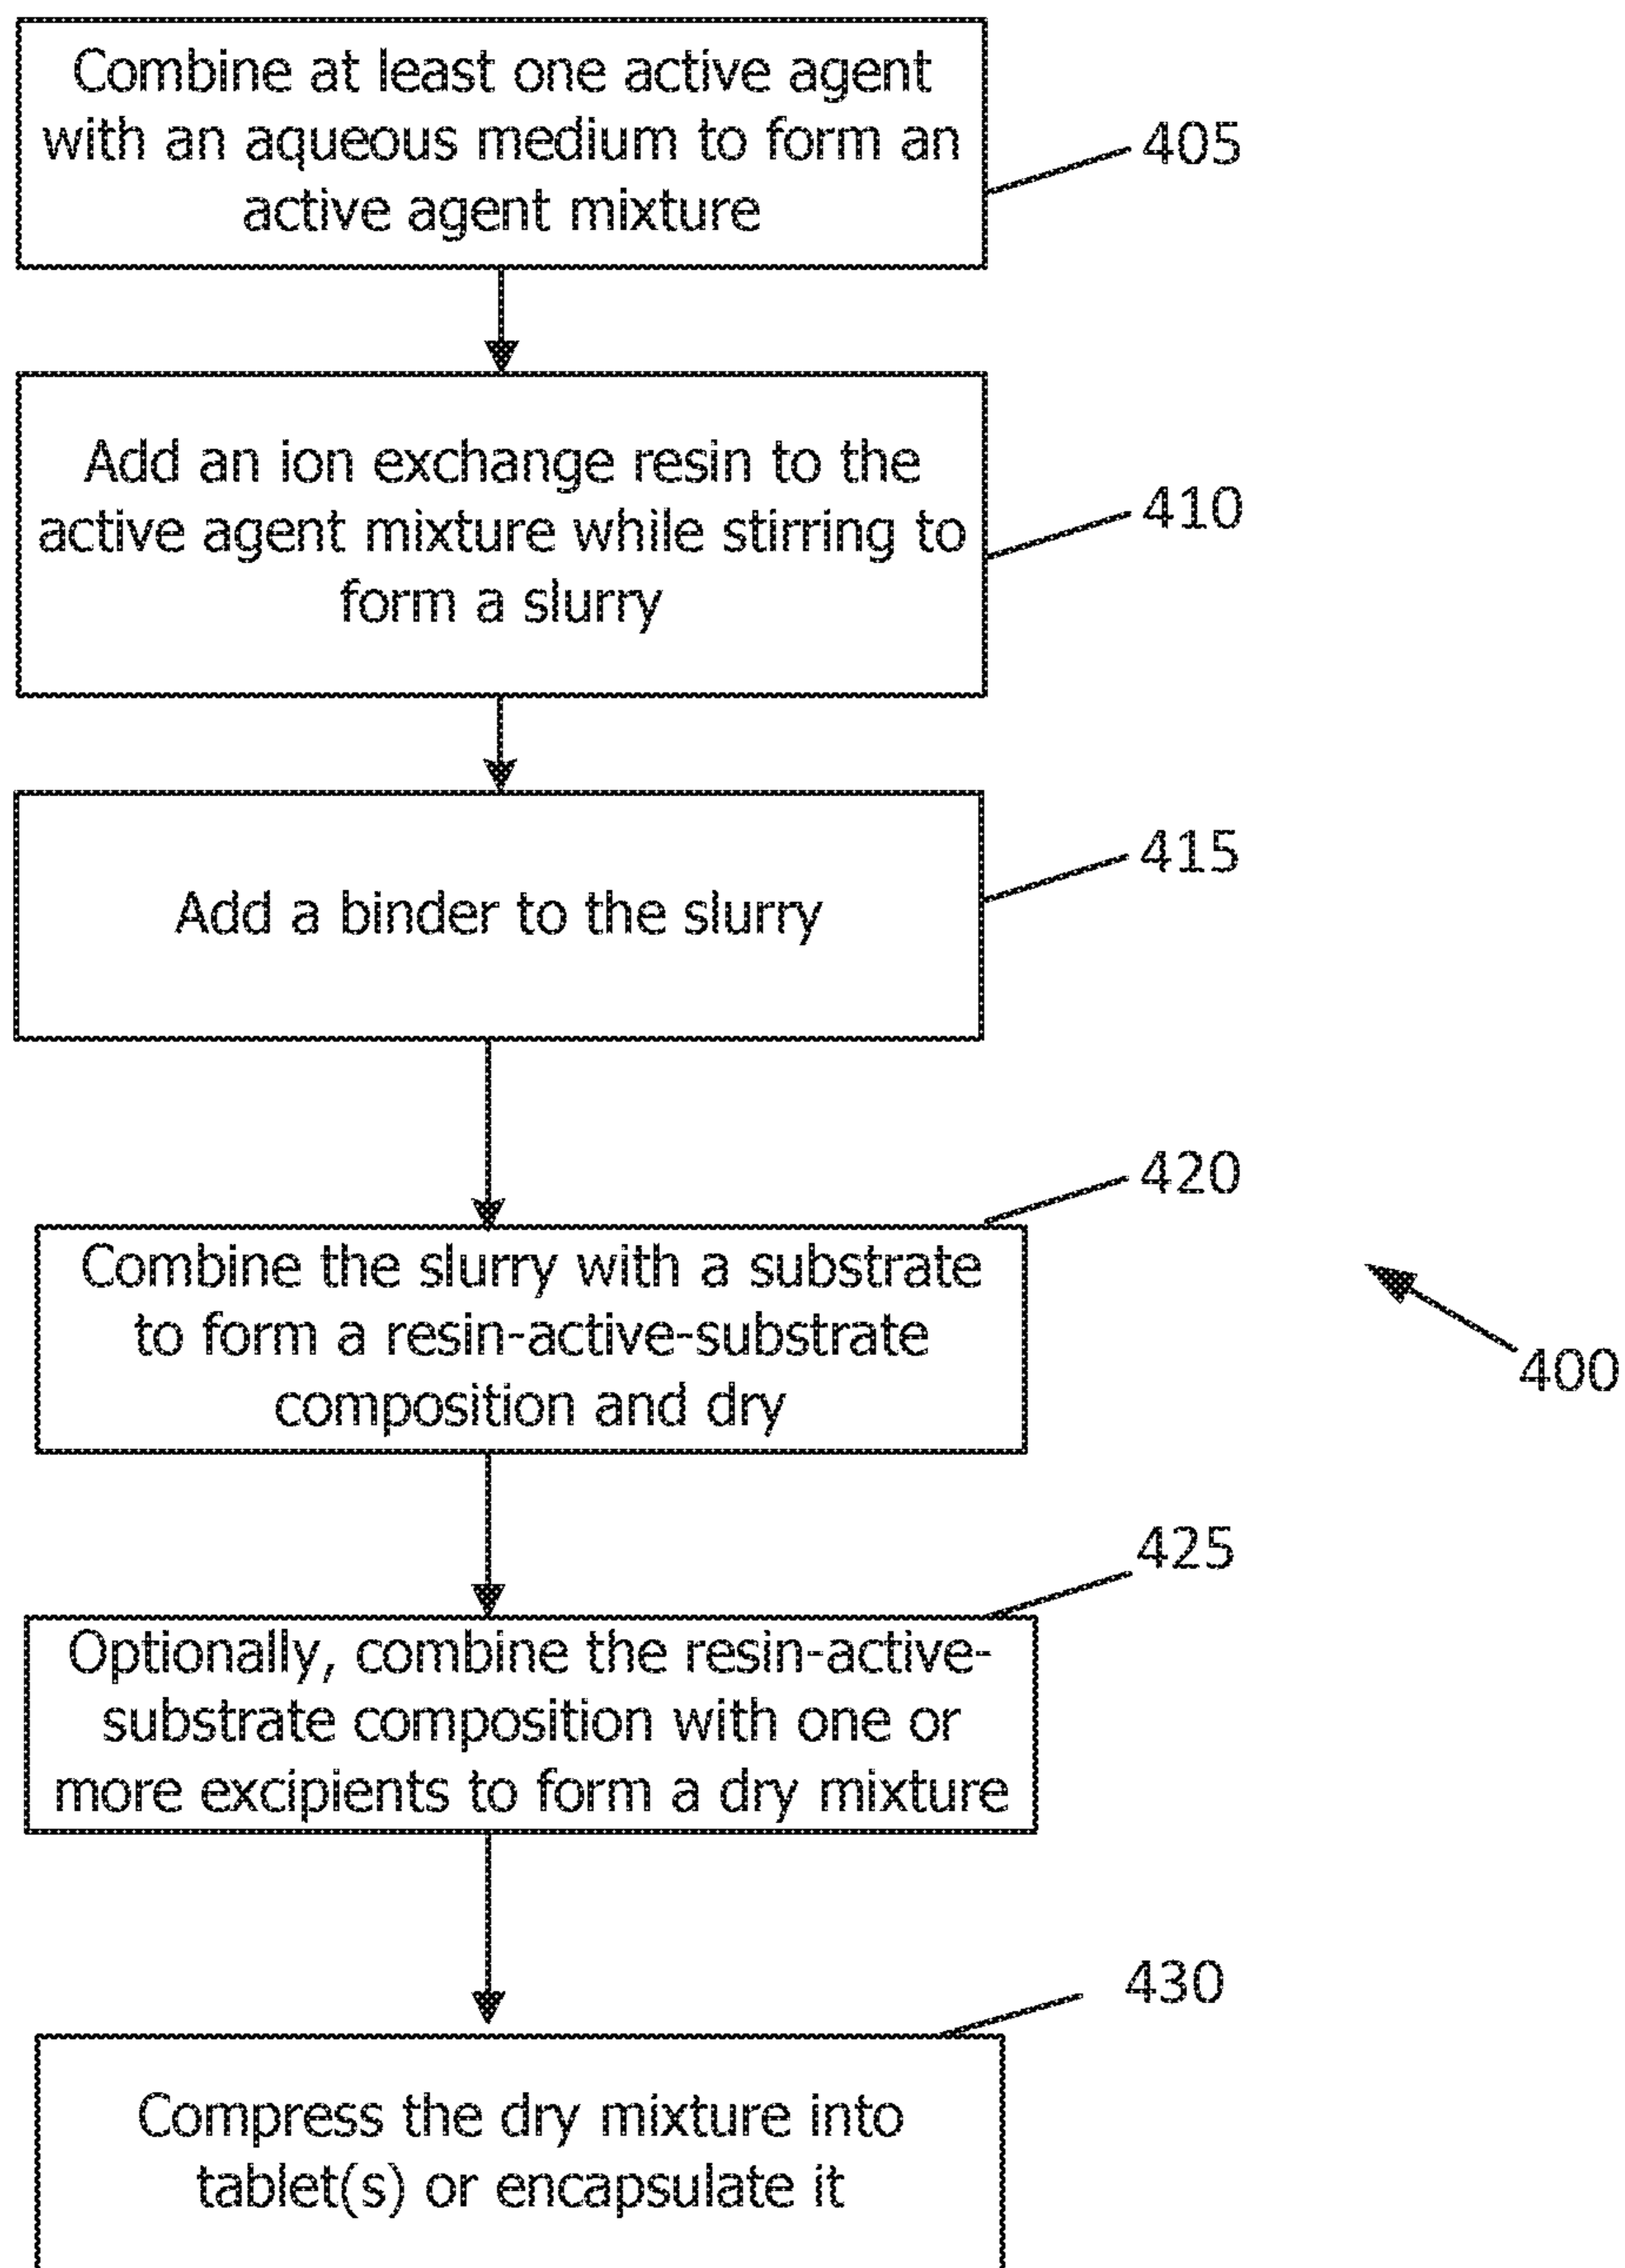 Combine at least one active agent
with an aqueous medium to form an
active agent mixture
405
Add an ion exchange resin to the
active agent mixture while stirring to
form a slurry
410
Add a binder to the slurry
415
420
Combine the slurry with a substrate
to form a resin-active-substrate
composition and dry
400
425
Optionally, combine the resin-active-
substrate composition with one or
more excipients to form a dry mixture
430
Compress the dry mixture into
tablet(s) or encapsulate it